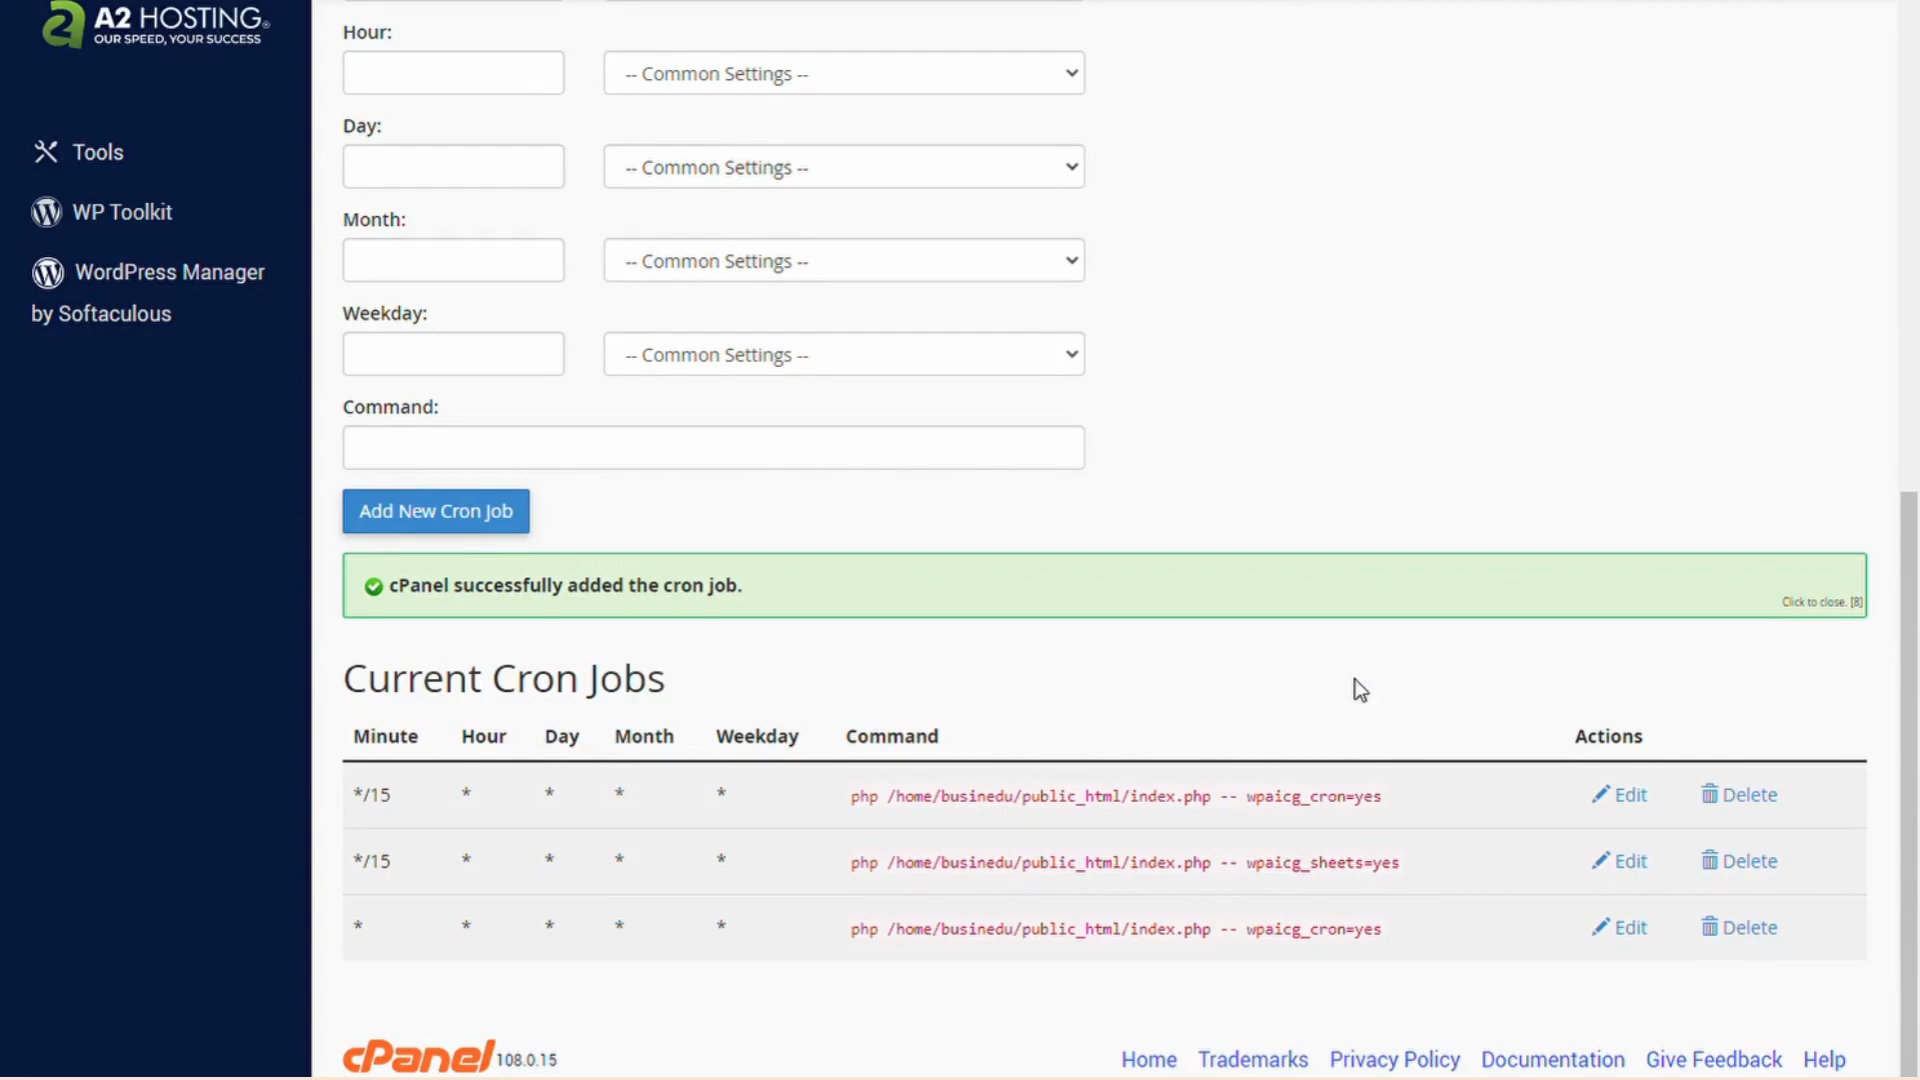 A2 HOSTING®
OUR SPEED, YOUR SUCCESS
Tools
WP Toolkit
WordPress Manager
by Softaculous
Hour:
-- Common Settings --
Day:
-- Common Settings --
Month:
-- Common Settings --
Weekday:
-- Common Settings --
Command:
Add New Cron Job
cPanel successfully added the cron job.
Click to close. [8]
Current Cron Jobs
Minute Hour Day Month Weekday Command Actions
*/15 * * * * php /home/businedu/public_html/index.php -- wpaicg_cron=yes Edit Delete
*/15 * * * * php /home/businedu/public_html/index.php -- wpaicg_sheets=yes Edit Delete
* * * * * php /home/businedu/public_html/index.php -- wpaicg_cron=yes Edit Delete
cPanel 108.0.15
Home Trademarks Privacy Policy Documentation Give Feedback Help